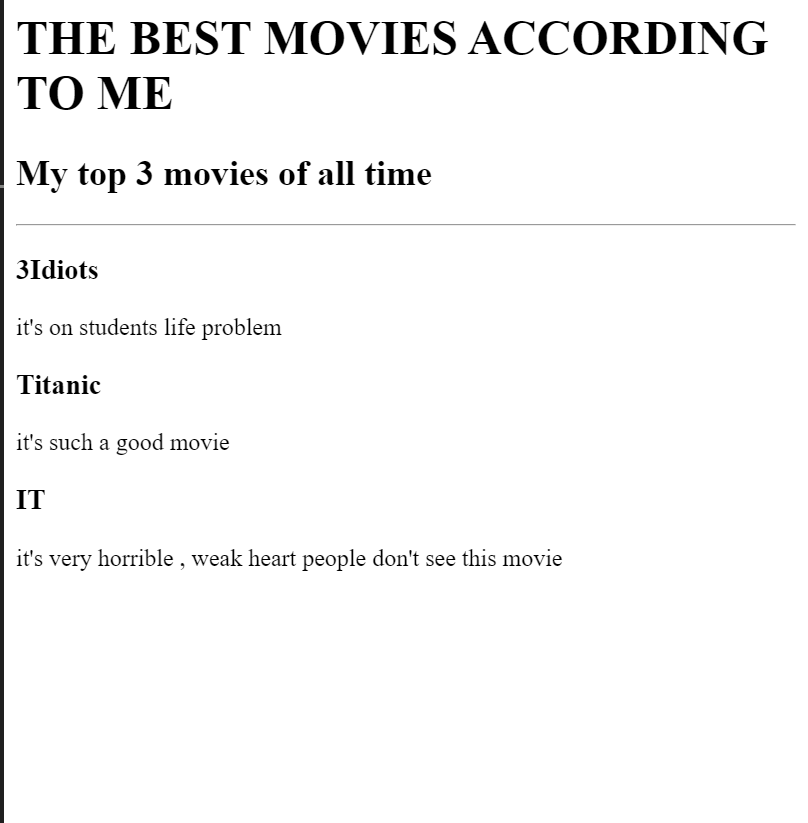 THE BEST MOVIES ACCORDING
TO ME
My top 3 movies of all time
3Idiots
it's on students life problem
Titanic
it's such a good movie
IT
it's very horrible , weak heart people don't see this movie